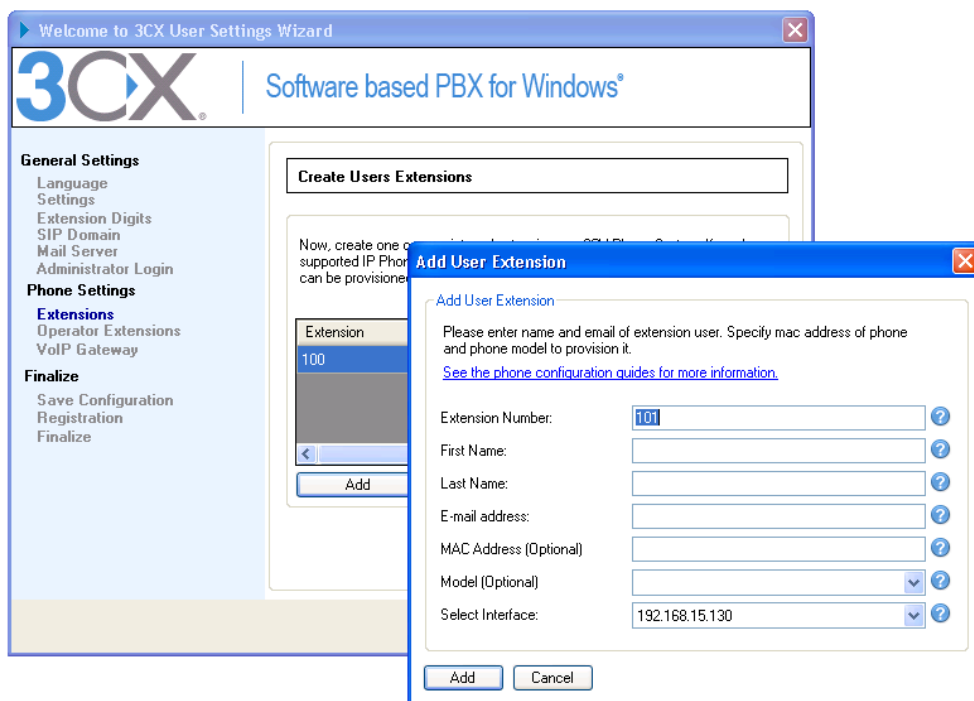 Welcome to 3CX User Settings Wizard
3CX®
Software based PBX for Windows®
General Settings
Language
Settings
Extension Digits
SIP Domain
Mail Server
Administrator Login
Phone Settings
Extensions
Operator Extensions
VoIP Gateway
Finalize
Save Configuration
Registration
Finalize
Create Users Extensions
Now, create one o
supported IP Phon
can be provisione
Extension
100
Add
Add User Extension
Add User Extension
Please enter name and email of extension user. Specify mac address of phone
and phone model to provision it.
See the phone configuration guides for more information.
Extension Number:
101
First Name:
Last Name:
E-mail address:
MAC Address (Optional)
Model (Optional)
Select Interface:
192.168.15.130
Add
Cancel